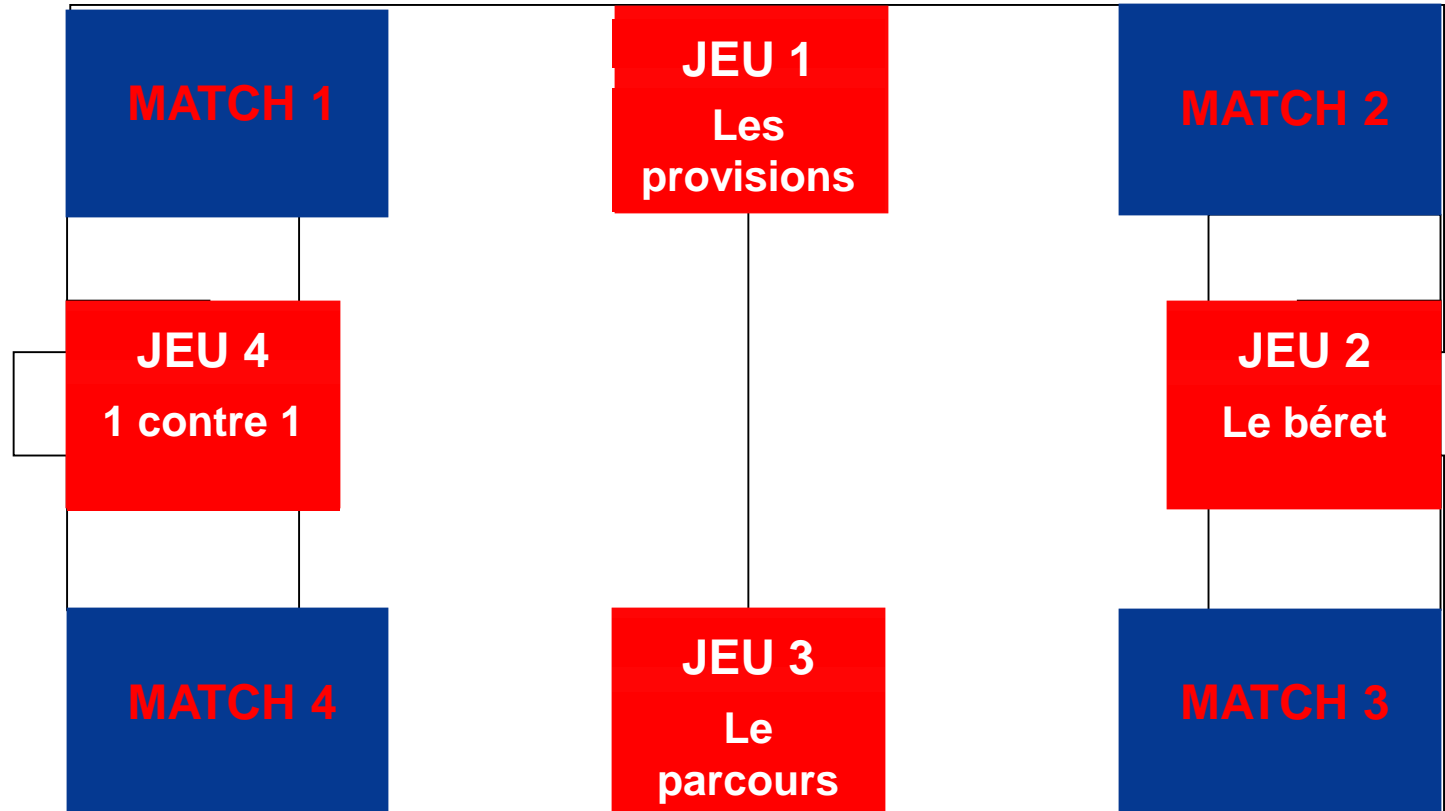 MATCH 1
JEU 1
Les
provisions
MATCH 2
JEU 4
1 contre 1
JEU 2
Le béret
MATCH 4
JEU 3
Le
parcours
MATCH 3